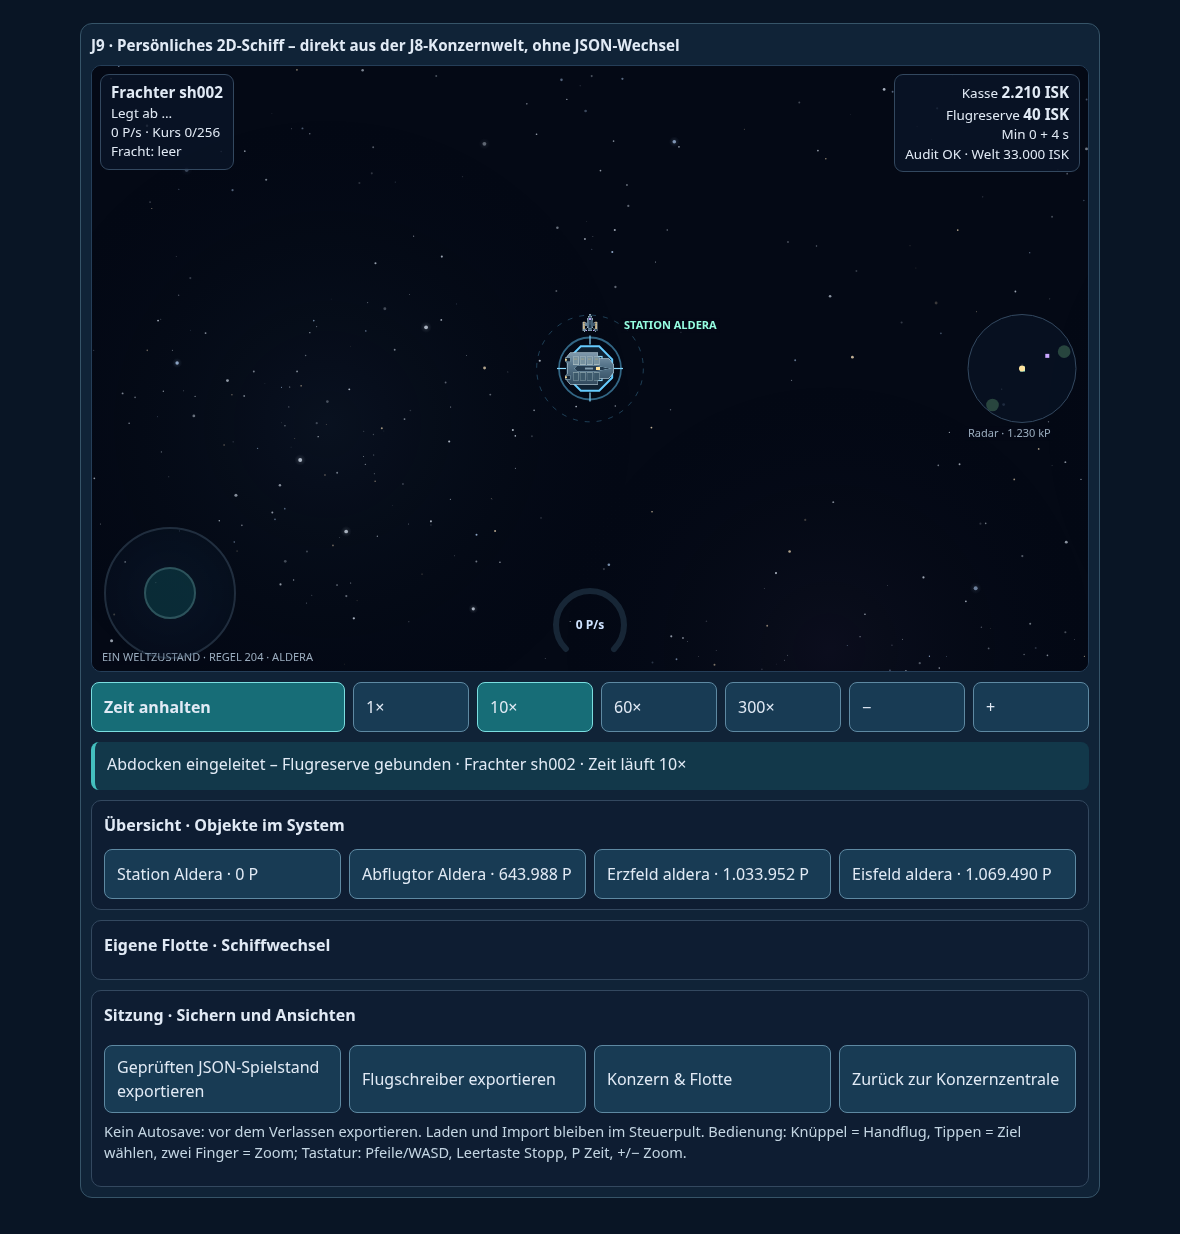 J9 · Persönliches 2D-Schiff – direkt aus der J8-Konzernwelt, ohne JSON-Wechsel
Frachter sh002
Legt ab ...
0 P/s · Kurs 0/256
Fracht: leer
Kasse 2.210 ISK
Flugreserve 40 ISK
Min 0 + 4 s
Audit OK · Welt 33.000 ISK
STATION ALDERA
Radar · 1.230 kP
0 P/s
EIN WELTZUSTAND · REGEL 204 · ALDERA
Zeit anhalten
1×
10×
60×
300×
−
+
Abdocken eingeleitet – Flugreserve gebunden · Frachter sh002 · Zeit läuft 10×
Übersicht · Objekte im System
Station Aldera · 0 P
Abflugtor Aldera · 643.988 P
Erzfeld aldera · 1.033.952 P
Eisfeld aldera · 1.069.490 P
Eigene Flotte · Schiffwechsel
Sitzung · Sichern und Ansichten
Geprüften JSON-Spielstand
exportieren
Flugschreiber exportieren
Konzern & Flotte
Zurück zur Konzernzentrale
Kein Autosave: vor dem Verlassen exportieren. Laden und Import bleiben im Steuerpult. Bedienung: Knüppel = Handflug, Tippen = Ziel
wählen, zwei Finger = Zoom; Tastatur: Pfeile/WASD, Leertaste Stopp, P Zeit, +/− Zoom.